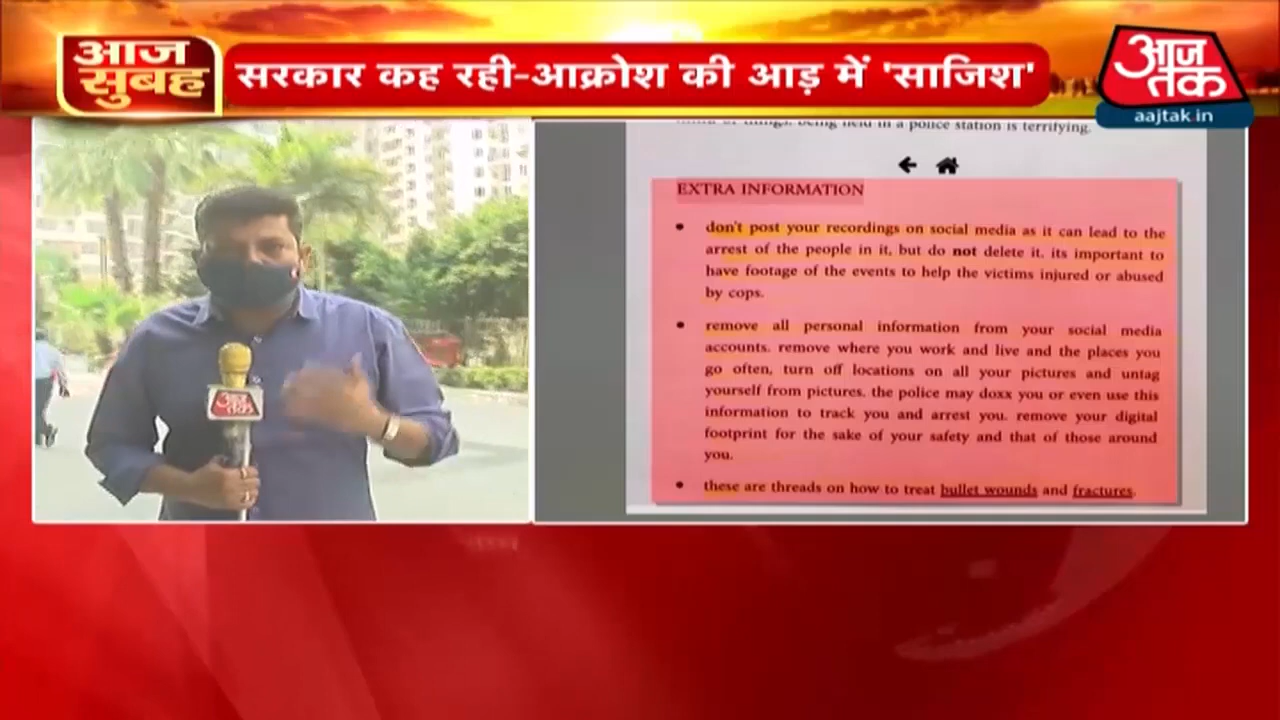 आज
सुबह
सरकार कह रही-आक्रोश की आड़ में 'साजिश'
आज
तक
aajtak.in
being held in a police station is terrifying.
EXTRA INFORMATION
• don't post your recordings on social media as it can lead to the
arrest of the people in it, but do not delete it. its important to
have footage of the events to help the victims injured or abused
by cops.
• remove all personal information from your social media
accounts. remove where you work and live and the places you
go often, turn off locations on all your pictures and untag
yourself from pictures. the police may doxx you or even use this
information to track you and arrest you. remove your digital
footprint for the sake of your safety and that of those around
you.
• these are threads on how to treat bullet wounds and fractures.
आज
तक